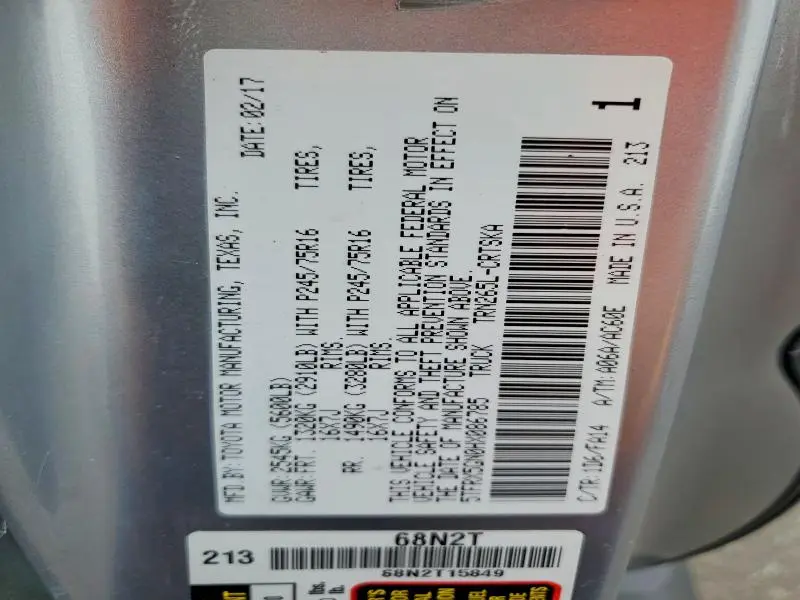 MFD. BY: TOYOTA MOTOR MANUFACTURING, TEXAS, INC.
DATE: 02/17
GVWR: 2545KG (5600LB)
GAWR: FRT. 1320KG (2910LB) WITH P245/75R16 TIRES,
16X7J RIMS.
RR. 1490KG (3280LB) WITH P245/75R16 TIRES,
16X7J RIMS.
THIS VEHICLE CONFORMS TO ALL APPLICABLE FEDERAL MOTOR
VEHICLE SAFETY AND THEFT PREVENTION STANDARDS IN EFFECT ON
THE DATE OF MANUFACTURE SHOWN ABOVE.
5TFRX5GN0HX086785 TRUCK TRN265L-CRTSKA
1
C/TR: 1D6/FA14 A/TM: A06A/AC60E MADE IN U.S.A. 213
68N2T
213
68N2T15849